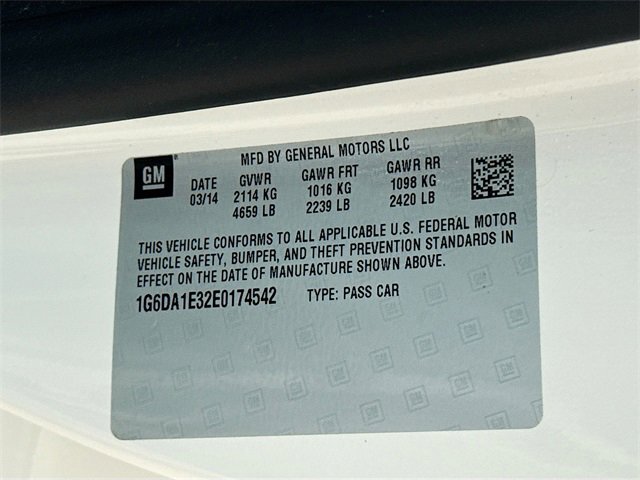 MFD BY GENERAL MOTORS LLC
GM
DATE GVWR GAWR FRT GAWR RR
03/14 2114 KG 1016 KG 1098 KG
4659 LB 2239 LB 2420 LB
THIS VEHICLE CONFORMS TO ALL APPLICABLE U.S. FEDERAL MOTOR
VEHICLE SAFETY, BUMPER, AND THEFT PREVENTION STANDARDS IN
EFFECT ON THE DATE OF MANUFACTURE SHOWN ABOVE.
1G6DA1E32E0174542 TYPE: PASS CAR